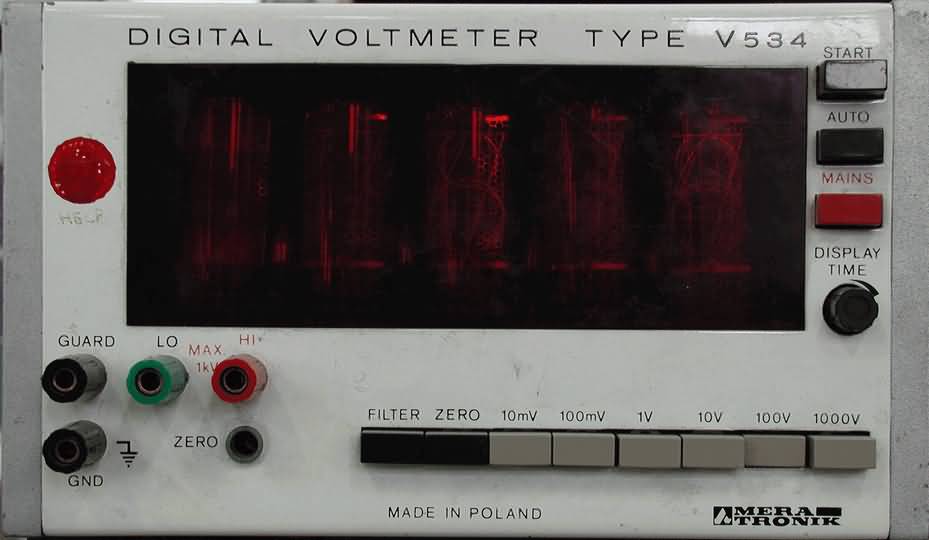 DIGITAL VOLTMETER TYPE V534
START
AUTO
MAINS
DISPLAY
TIME
GUARD
LO
MAX.
1kV
HI
GND
ZERO
FILTER ZERO 10mV 100mV 1V 10V 100V 1000V
MADE IN POLAND
MERA
TRONIK